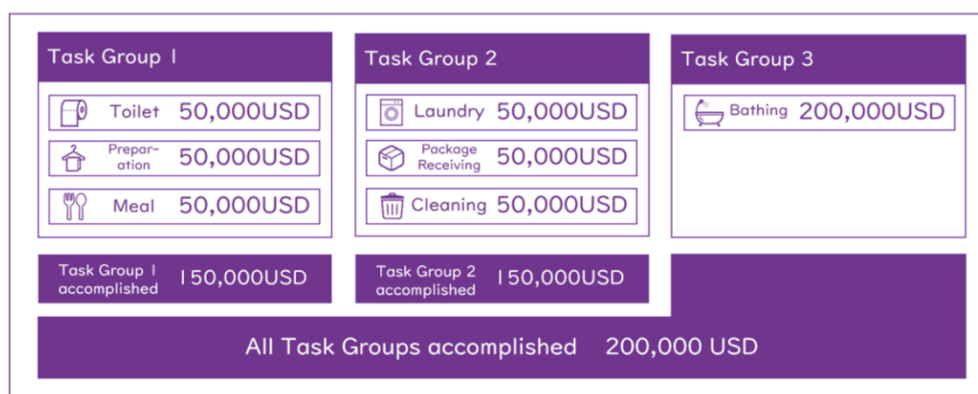 Task Group 1
Toilet 50,000USD
Prepar-
ation 50,000USD
Meal 50,000USD
Task Group 1
accomplished 150,000USD
Task Group 2
Laundry 50,000USD
Package
Receiving 50,000USD
Cleaning 50,000USD
Task Group 2
accomplished 150,000USD
Task Group 3
Bathing 200,000USD
All Task Groups accomplished 200,000 USD